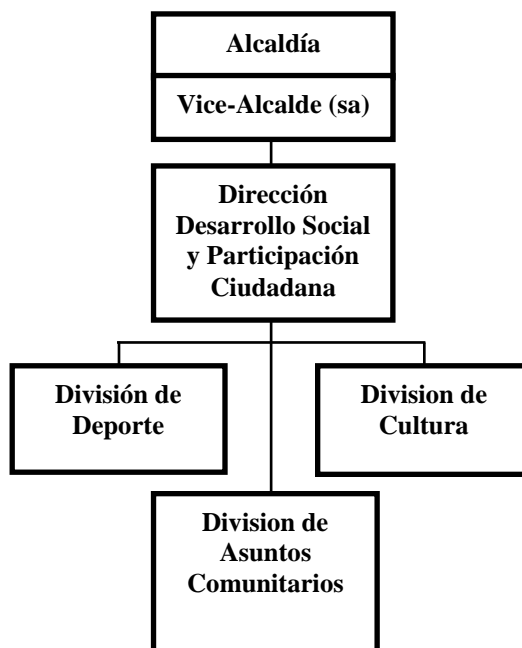 Alcaldía
Vice-Alcalde (sa)
Dirección
Desarrollo Social
y Participación
Ciudadana
División de
Deporte
Division de
Cultura
Division de
Asuntos
Comunitarios